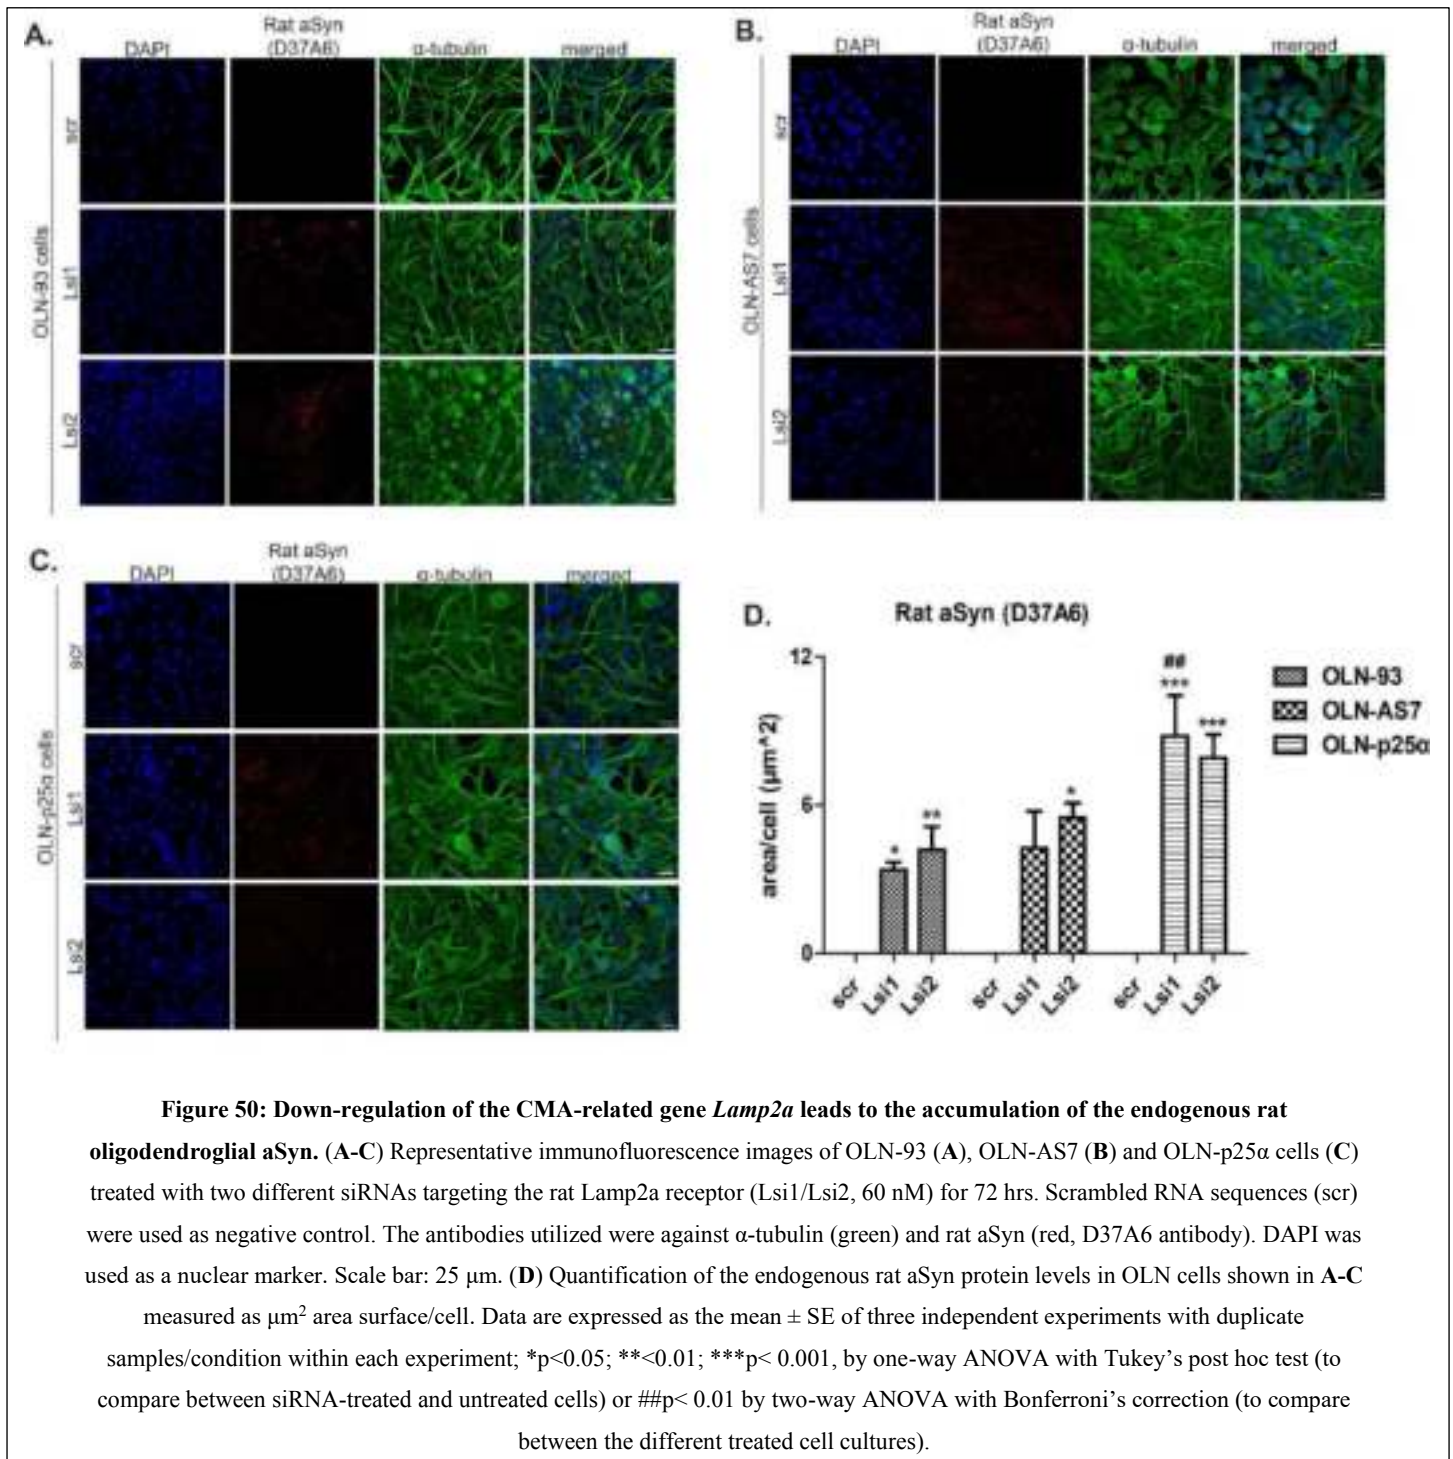 A.
DAPI
Rat aSyn
(D37A6)
α-tubulin
merged
OLN-93 cells
scr
Lsi1
Lsi2
B.
DAPI
Rat aSyn
(D37A6)
α-tubulin
merged
OLN-AS7 cells
scr
Lsi1
Lsi2
C.
DAPI
Rat aSyn
(D37A6)
α-tubulin
merged
OLN-p25α cells
scr
Lsi1
Lsi2
D.
Rat aSyn (D37A6)
area/cell (µm^2)
12
6
0
*
**
*
##
***
***
scr
Lsi1
Lsi2
scr
Lsi1
Lsi2
scr
Lsi1
Lsi2
OLN-93
OLN-AS7
OLN-p25α
Figure 50: Down-regulation of the CMA-related gene Lamp2a leads to the accumulation of the endogenous rat
oligodendroglial aSyn. (A-C) Representative immunofluorescence images of OLN-93 (A), OLN-AS7 (B) and OLN-p25α cells (C)
treated with two different siRNAs targeting the rat Lamp2a receptor (Lsi1/Lsi2, 60 nM) for 72 hrs. Scrambled RNA sequences (scr)
were used as negative control. The antibodies utilized were against α-tubulin (green) and rat aSyn (red, D37A6 antibody). DAPI was
used as a nuclear marker. Scale bar: 25 µm. (D) Quantification of the endogenous rat aSyn protein levels in OLN cells shown in A-C
measured as µm² area surface/cell. Data are expressed as the mean ± SE of three independent experiments with duplicate
samples/condition within each experiment; *p<0.05; **<0.01; ***p< 0.001, by one-way ANOVA with Tukey’s post hoc test (to
compare between siRNA-treated and untreated cells) or ##p< 0.01 by two-way ANOVA with Bonferroni’s correction (to compare
between the different treated cell cultures).